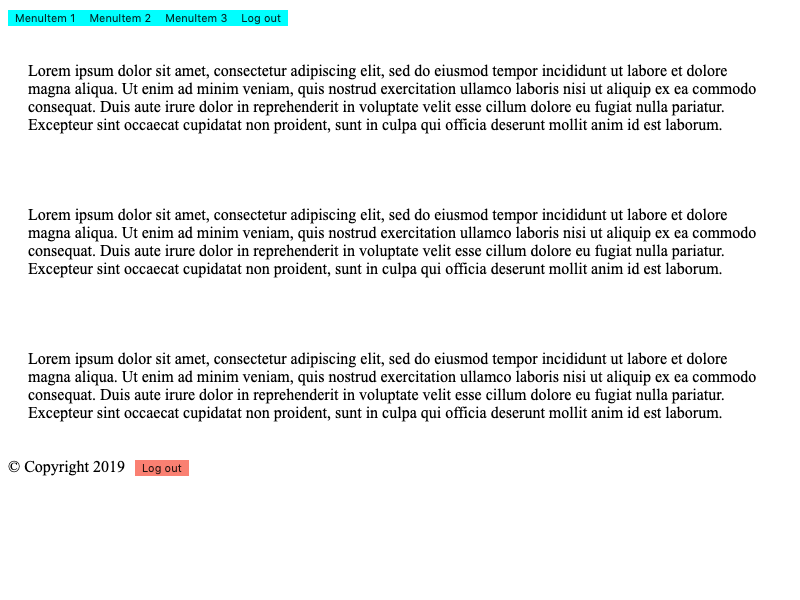 MenuItem 1 MenuItem 2 MenuItem 3 Log out
Lorem ipsum dolor sit amet, consectetur adipiscing elit, sed do eiusmod tempor incididunt ut labore et dolore
magna aliqua. Ut enim ad minim veniam, quis nostrud exercitation ullamco laboris nisi ut aliquip ex ea commodo
consequat. Duis aute irure dolor in reprehenderit in voluptate velit esse cillum dolore eu fugiat nulla pariatur.
Excepteur sint occaecat cupidatat non proident, sunt in culpa qui officia deserunt mollit anim id est laborum.
Lorem ipsum dolor sit amet, consectetur adipiscing elit, sed do eiusmod tempor incididunt ut labore et dolore
magna aliqua. Ut enim ad minim veniam, quis nostrud exercitation ullamco laboris nisi ut aliquip ex ea commodo
consequat. Duis aute irure dolor in reprehenderit in voluptate velit esse cillum dolore eu fugiat nulla pariatur.
Excepteur sint occaecat cupidatat non proident, sunt in culpa qui officia deserunt mollit anim id est laborum.
Lorem ipsum dolor sit amet, consectetur adipiscing elit, sed do eiusmod tempor incididunt ut labore et dolore
magna aliqua. Ut enim ad minim veniam, quis nostrud exercitation ullamco laboris nisi ut aliquip ex ea commodo
consequat. Duis aute irure dolor in reprehenderit in voluptate velit esse cillum dolore eu fugiat nulla pariatur.
Excepteur sint occaecat cupidatat non proident, sunt in culpa qui officia deserunt mollit anim id est laborum.
© Copyright 2019 Log out